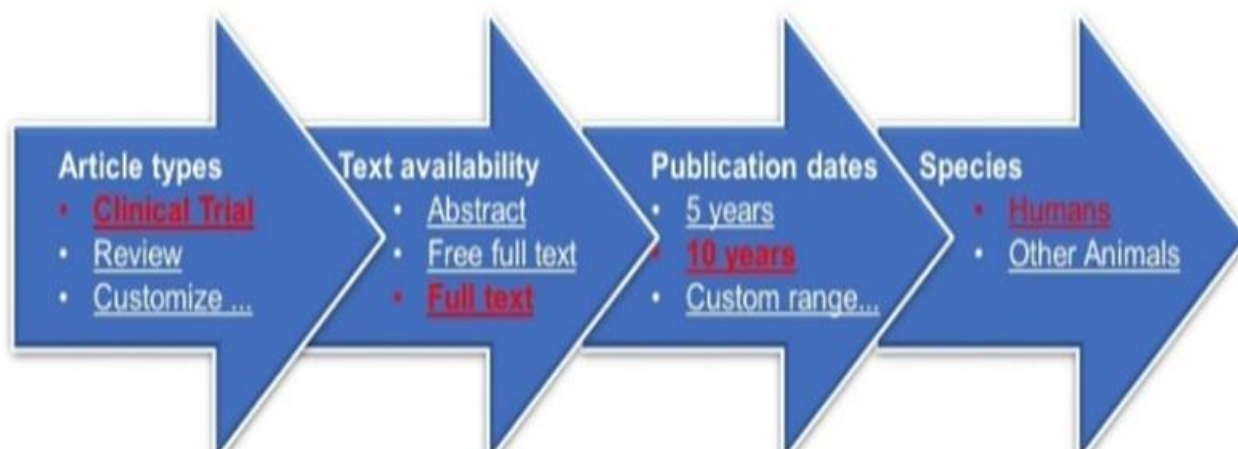 Article types
• Clinical Trial
• Review
• Customize ...
Text availability
• Abstract
• Free full text
• Full text
Publication dates
• 5 years
• 10 years
• Custom range...
Species
• Humans
• Other Animals